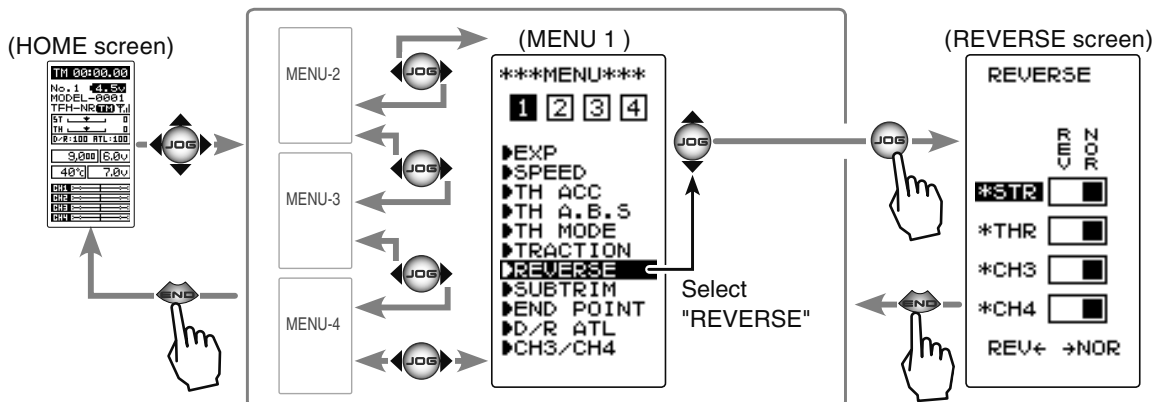 (HOME screen)
TM 00:00.00
No.1 4.5v
MODEL-0001
TFH-NR TM
ST 0
TH 0
D/R:100 ATL:100
6.0v
40°c 7.0v
CH1
CH2
CH3
CH4
JOG
END
MENU-2
MENU-3
MENU-4
JOG
JOG
JOG
JOG
(MENU 1 )
***MENU***
1 2 3 4
EXP
SPEED
TH ACC
TH A.B.S
TH MODE
TRACTION
REVERSE
SUBTRIM
END POINT
D/R ATL
CH3/CH4
JOG
Select
"REVERSE"
JOG
END
(REVERSE screen)
REVERSE
REV NOR
*STR
*THR
*CH3
*CH4
REV← →NOR